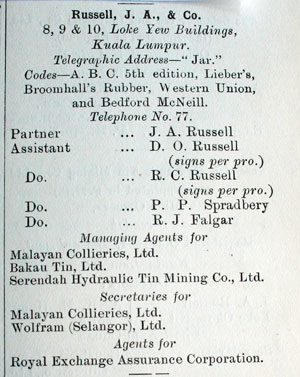 Russell, J. A., & Co.
8, 9 & 10, Loke Yew Buildings,
Kuala Lumpur.
Telegraphic Address—"Jar."
Codes—A. B. C. 5th edition, Lieber's,
Broomhall's Rubber, Western Union,
and Bedford McNeill.
Telephone No. 77.
Partner ... J. A. Russell
Assistant ... D. O. Russell
(signs per pro.)
Do. ... R. C. Russell
(signs per pro.)
Do. ... P. P. Spradbery
Do. ... R. J. Falgar
Managing Agents for
Malayan Collieries, Ltd.
Bakau Tin, Ltd.
Serendah Hydraulic Tin Mining Co., Ltd.
Secretaries for
Malayan Collieries, Ltd.
Wolfram (Selangor), Ltd.
Agents for
Royal Exchange Assurance Corporation.